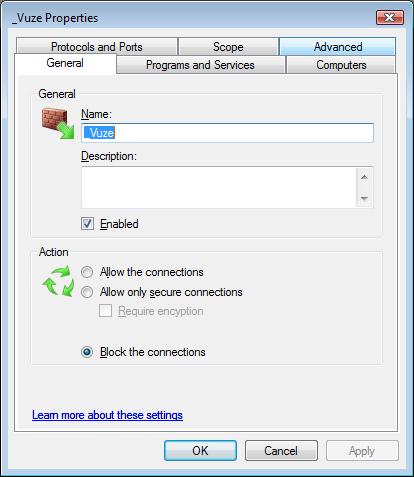 _Vuze Properties
Protocols and Ports
Scope
Advanced
General
Programs and Services
Computers
General
Name:
_Vuze
Description:
Enabled
Action
Allow the connections
Allow only secure connections
Require encyption
Block the connections
Learn more about these settings
OK
Cancel
Apply